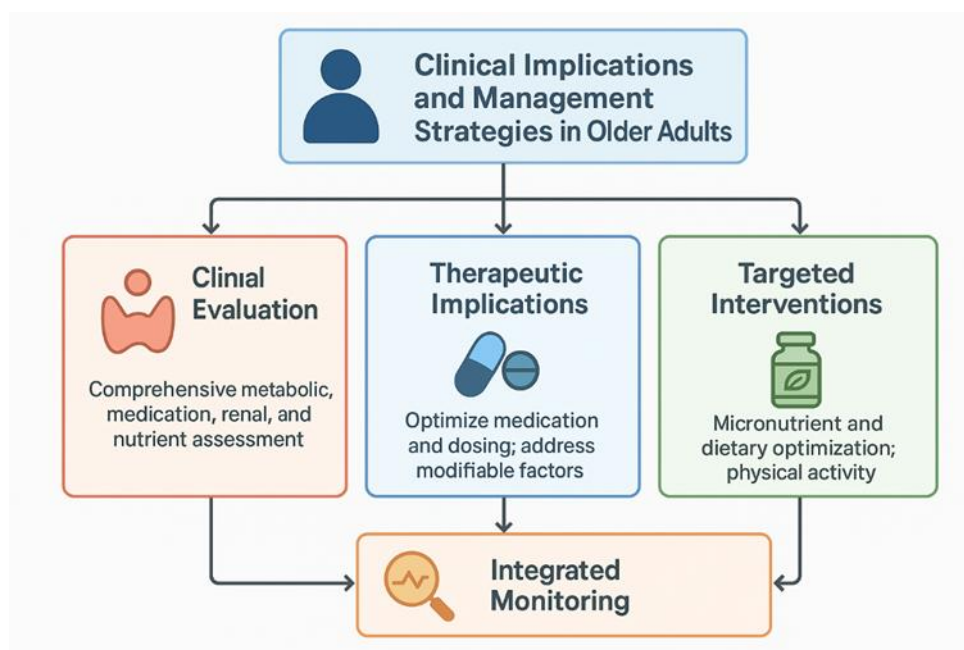 Clinical Implications
and Management
Strategies in Older Adults
Clinıal
Evaluation
Comprehensive metabolic,
medication, renal, and
nutrient assessment
Therapeutic
Implications
Optimize medication
and dosing; address
modifiable factors
Targeted
Interventions
Micronutrient and
dietary optimization;
physical activity
Integrated
Monitoring